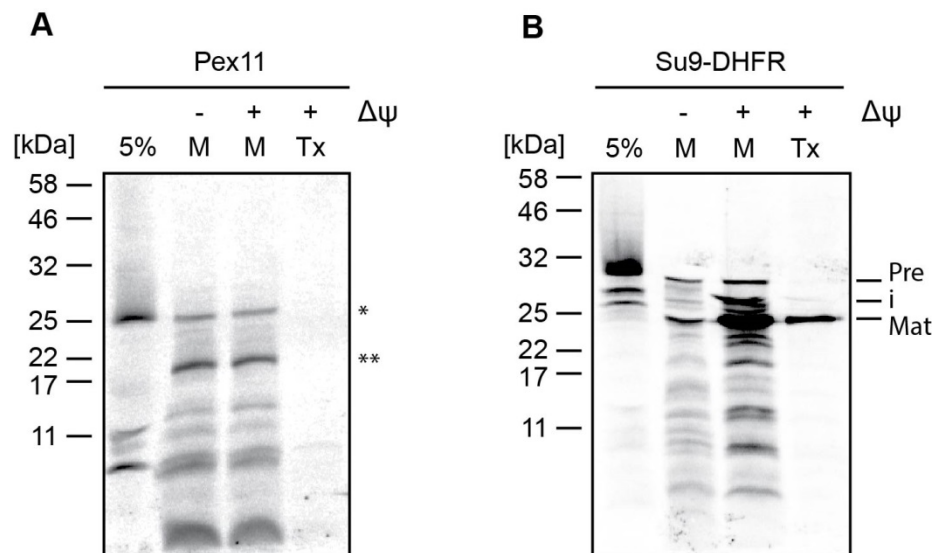 A
Pex11
- + + Δψ
[kDa] 5% M M Tx
58
46
32
25
22
17
11
*
**
B
Su9-DHFR
- + + Δψ
[kDa] 5% M M Tx
58
46
32
25
22
17
11
Pre
i
Mat